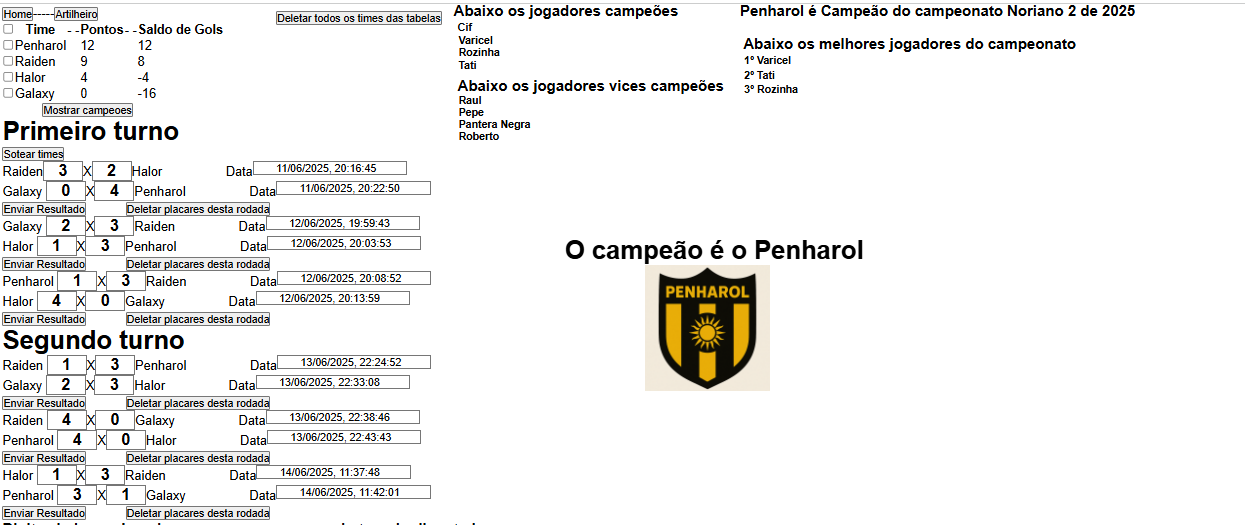 Home-----Artilheiro
Deletar todos os times das tabelas
Time --Pontos--Saldo de Gols
Penharol 12 12
Raiden 9 8
Halor 4 -4
Galaxy 0 -16
Mostrar campeoes
Abaixo os jogadores campeões
Cif
Varicel
Rozinha
Tati
Abaixo os jogadores vices campeões
Raul
Pepe
Pantera Negra
Roberto
Penharol é Campeão do campeonato Noriano 2 de 2025
Abaixo os melhores jogadores do campeonato
1º Varicel
2º Tati
3º Rozinha
Primeiro turno
Sotear times
Raiden 3 X 2 Halor Data 11/06/2025, 20:16:45
Galaxy 0 X 4 Penharol Data 11/06/2025, 20:22:50
Enviar Resultado Deletar placares desta rodada
Galaxy 2 X 3 Raiden Data 12/06/2025, 19:59:43
Halor 1 X 3 Penharol Data 12/06/2025, 20:03:53
Enviar Resultado Deletar placares desta rodada
Penharol 1 X 3 Raiden Data 12/06/2025, 20:08:52
Halor 4 X 0 Galaxy Data 12/06/2025, 20:13:59
Enviar Resultado Deletar placares desta rodada
Segundo turno
Raiden 1 X 3 Penharol Data 13/06/2025, 22:24:52
Galaxy 2 X 3 Halor Data 13/06/2025, 22:33:08
Enviar Resultado Deletar placares desta rodada
Raiden 4 X 0 Galaxy Data 13/06/2025, 22:38:46
Penharol 4 X 0 Halor Data 13/06/2025, 22:43:43
Enviar Resultado Deletar placares desta rodada
Halor 1 X 3 Raiden Data 14/06/2025, 11:37:48
Penharol 3 X 1 Galaxy Data 14/06/2025, 11:42:01
Enviar Resultado Deletar placares desta rodada
O campeão é o Penharol
PENHAROL